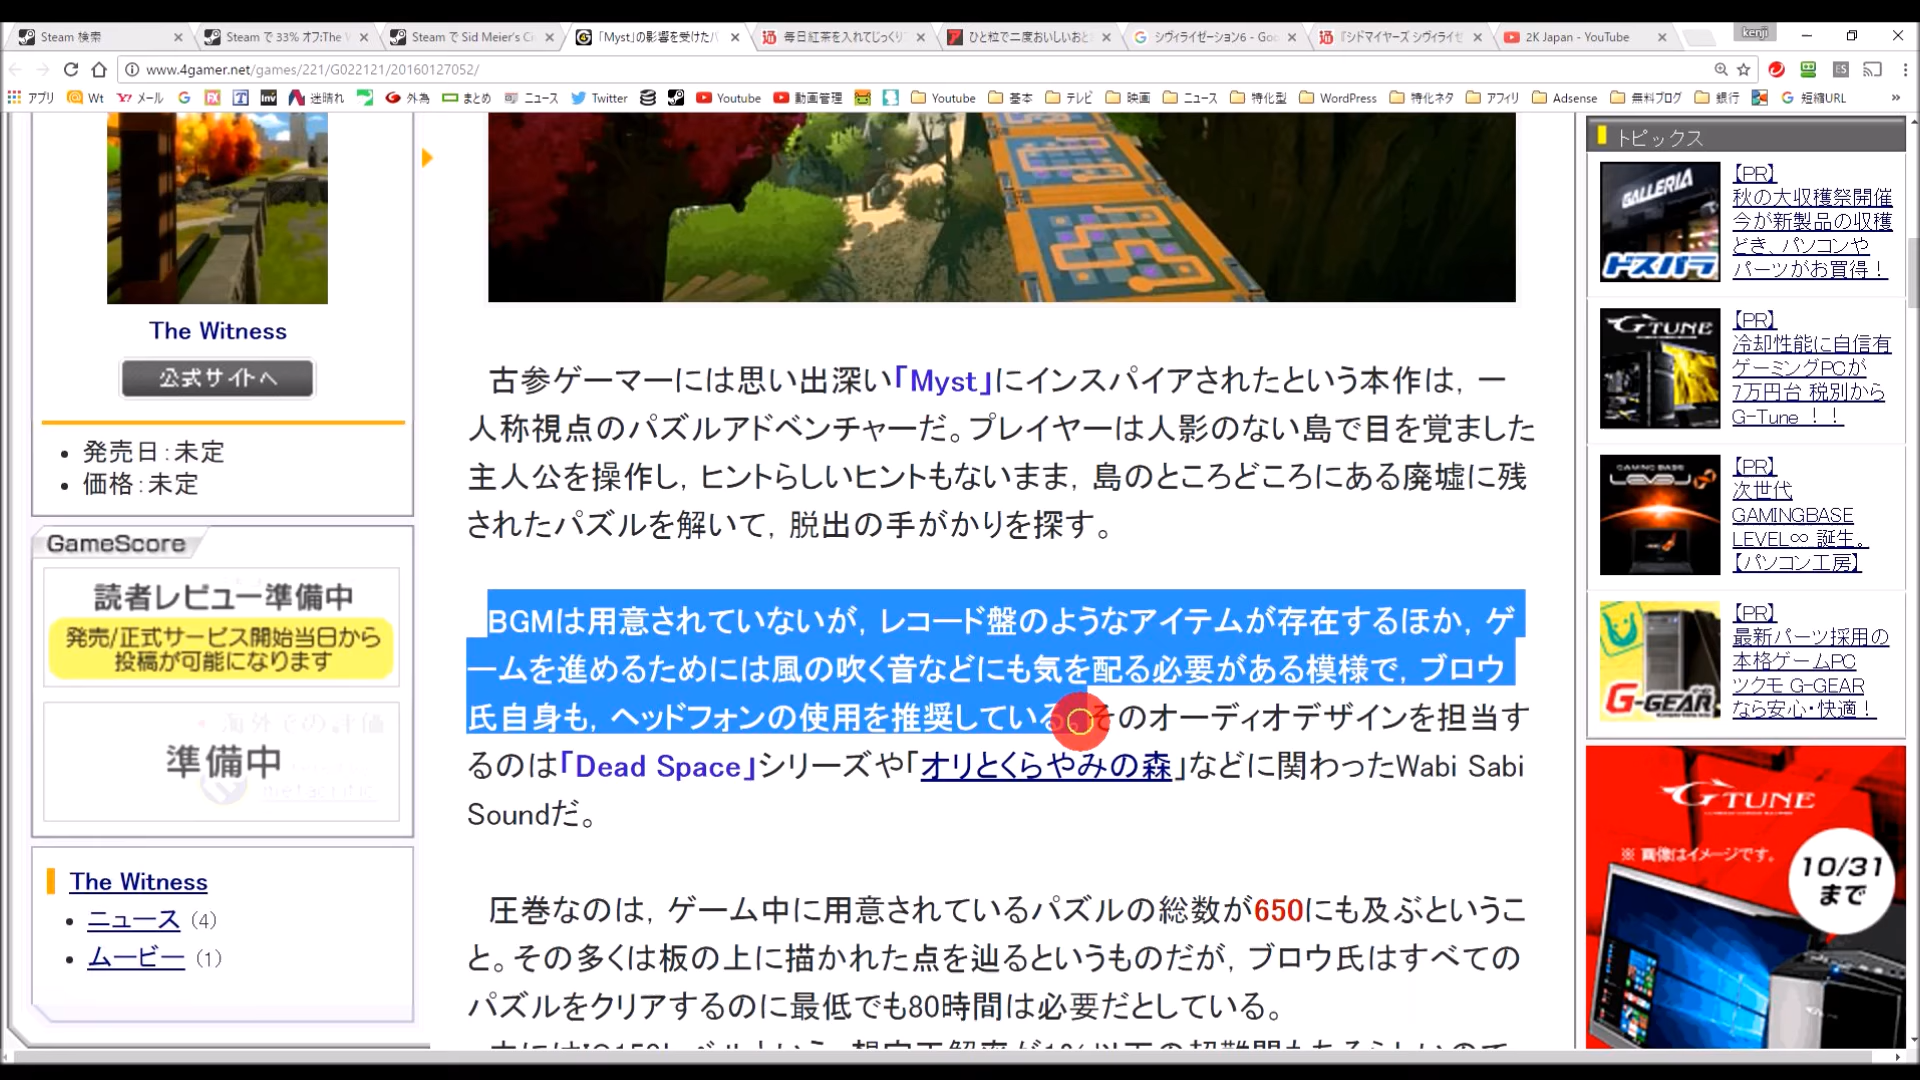 Steam 検索
Steam で 33% オフ:The W
Steam で Sid Meier's Ci
「Myst」の影響を受けたパ
毎日紅茶を入れてじっくり
ひと粒で二度おいしいおと
シヴィライゼーション6 - Goo
『シドマイヤーズ シヴィライゼ
2K Japan - YouTube
kenji
www.4gamer.net/games/221/G022121/20160127052/
アプリ
Wt
メール
迷晴れ
外為
まとめ
ニュース
Twitter
Youtube
動画管理
Youtube
基本
テレビ
映画
ニュース
特化型
WordPress
特化ネタ
アフィリ
Adsense
無料ブログ
銀行
短縮URL
The Witness
公式サイトへ
発売日：未定
価格：未定
GameScore
読者レビュー準備中
発売/正式サービス開始当日から
投稿が可能になります
海外での評価
準備中
metacritic
The Witness
ニュース (4)
ムービー (1)
古参ゲーマーには思い出深い「Myst」にインスパイアされたという本作は，一
人称視点のパズルアドベンチャーだ。プレイヤーは人影のない島で目を覚ました
主人公を操作し，ヒントらしいヒントもないまま，島のところどころにある廃墟に残
されたパズルを解いて，脱出の手がかりを探す。
BGMは用意されていないが，レコード盤のようなアイテムが存在するほか，ゲ
ームを進めるためには風の吹く音などにも気を配る必要がある模様で，ブロウ
氏自身も，ヘッドフォンの使用を推奨している。そのオーディオデザインを担当す
るのは「Dead Space」シリーズや「オリとくらやみの森」などに関わったWabi Sabi
Soundだ。
圧巻なのは，ゲーム中に用意されているパズルの総数が650にも及ぶというこ
と。その多くは板の上に描かれた点を辿るというものだが，ブロウ氏はすべての
パズルをクリアするのに最低でも80時間は必要だとしている。
トピックス
GALLERIA
ドスパラ
【PR】
秋の大収穫祭開催
今が新製品の収穫
どき、パソコンや
パーツがお買得！
G TUNE
【PR】
冷却性能に自信有
ゲーミングPCが
7万円台 税別から
G-Tune ！！
GAMING BASE
LEVEL∞
【PR】
次世代
GAMINGBASE
LEVEL∞ 誕生。
【パソコン工房】
G-GEAR
【PR】
最新パーツ採用の
本格ゲームPC
ツクモ G-GEAR
なら安心・快適！
G TUNE
※ 画像はイメージです。
10/31
まで